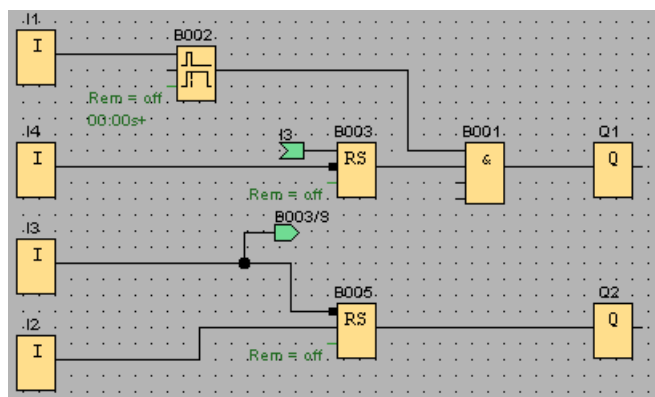 I1
I
B002
Rem = off
00:00s+
I4
I
I3
B003
RS
Rem = off
B001
&
Q1
Q
B003/S
I3
I
B005
RS
Rem = off
Q2
Q
I2
I